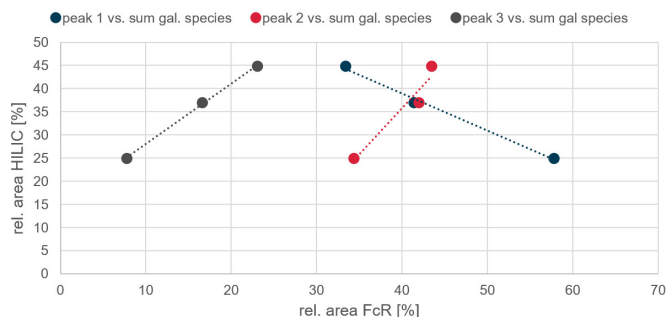 peak 1 vs. sum gal. species peak 2 vs. sum gal. species peak 3 vs. sum gal species
50
45
40
35
30
25
20
15
10
5
0
rel. area HILIC [%]
0 10 20 30 40 50 60 70
rel. area FcR [%]